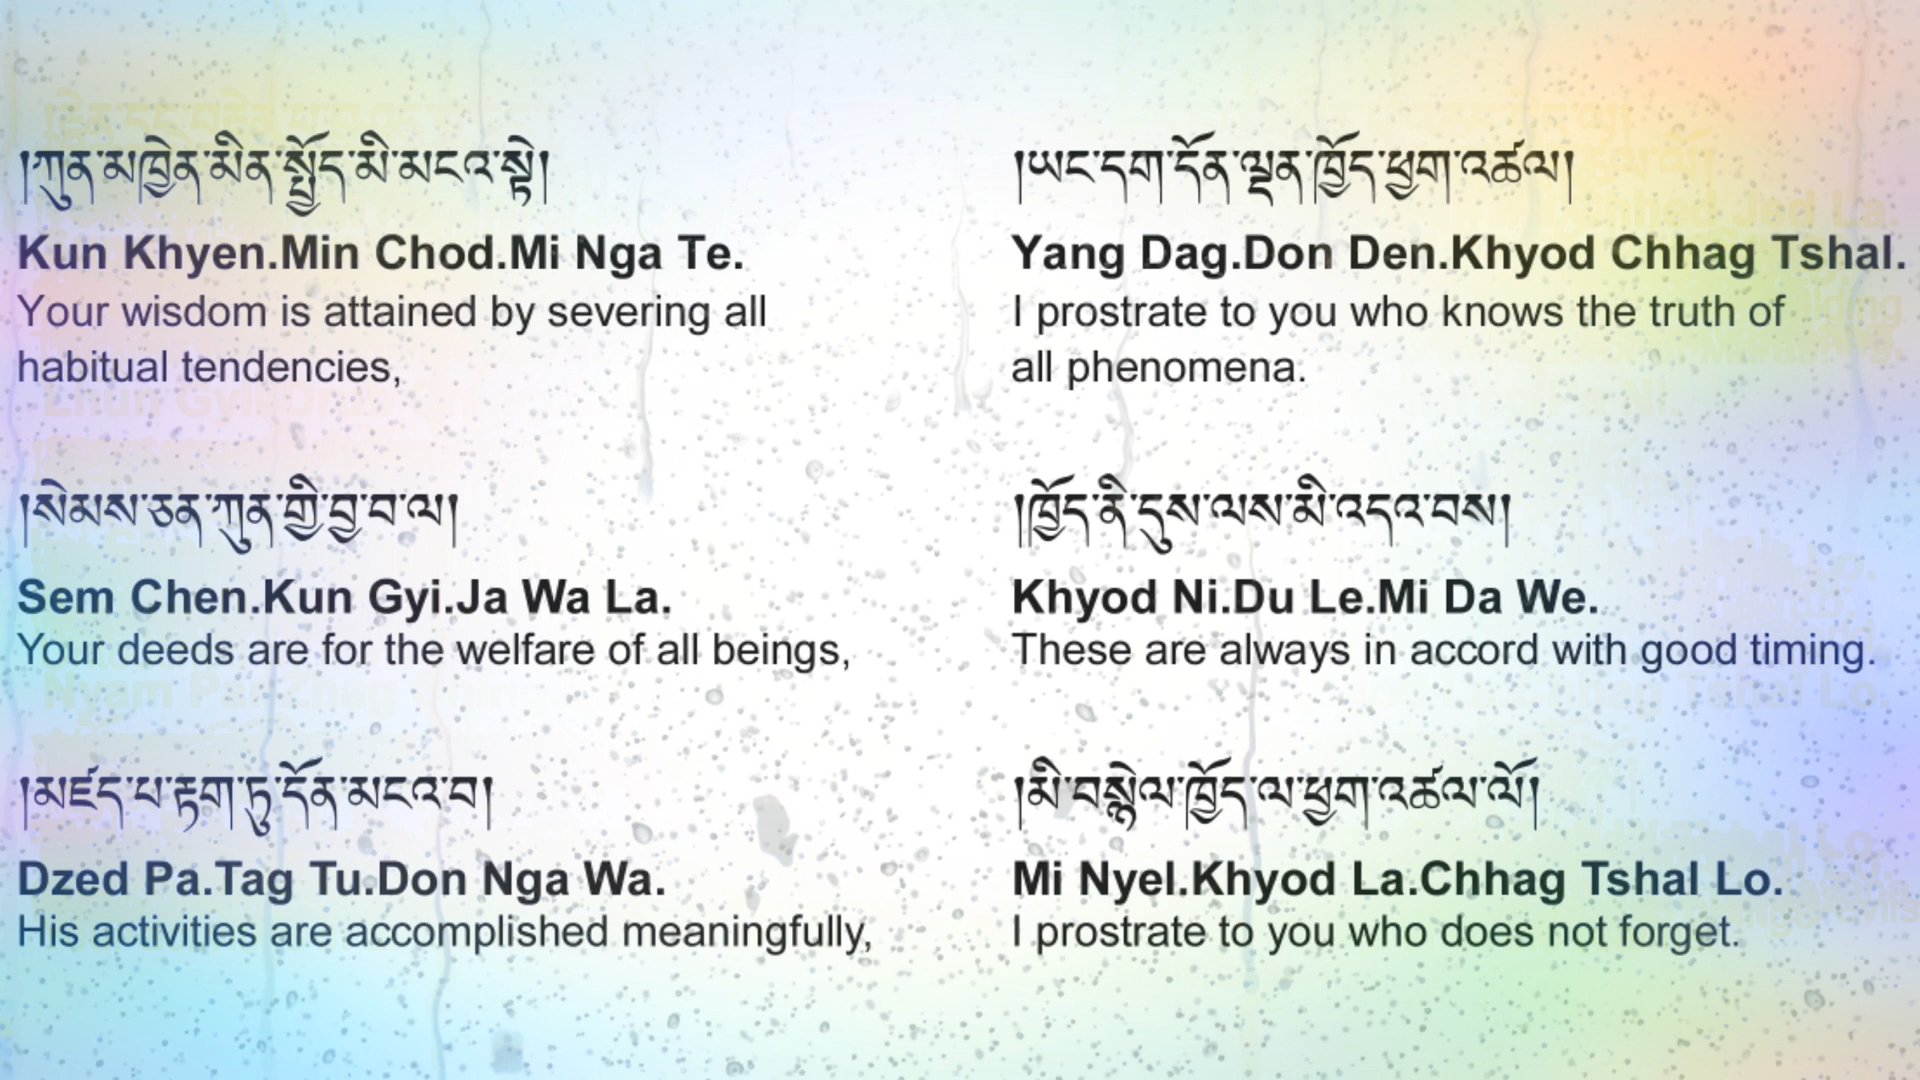 །ཀུན་མཁྱེན་མིན་སྤྱོད་མི་མངའ་སྟེ།
Kun Khyen.Min Chod.Mi Nga Te.
Your wisdom is attained by severing all
habitual tendencies,
།ཡང་དག་དོན་ལྡན་ཁྱོད་ཕྱག་འཚལ།
Yang Dag.Don Den.Khyod Chhag Tshal.
I prostrate to you who knows the truth of
all phenomena.
།སེམས་ཅན་ཀུན་གྱི་བྱ་བ་ལ།
Sem Chen.Kun Gyi.Ja Wa La.
Your deeds are for the welfare of all beings,
།ཁྱོད་ནི་དུས་ལས་མི་འདའ་བས།
Khyod Ni.Du Le.Mi Da We.
These are always in accord with good timing.
།མཛད་པ་རྟག་ཏུ་དོན་མངའ་བ།
Dzed Pa.Tag Tu.Don Nga Wa.
His activities are accomplished meaningfully,
།མི་བསྙེལ་ཁྱོད་ལ་ཕྱག་འཚལ་ལོ།
Mi Nyel.Khyod La.Chhag Tshal Lo.
I prostrate to you who does not forget.